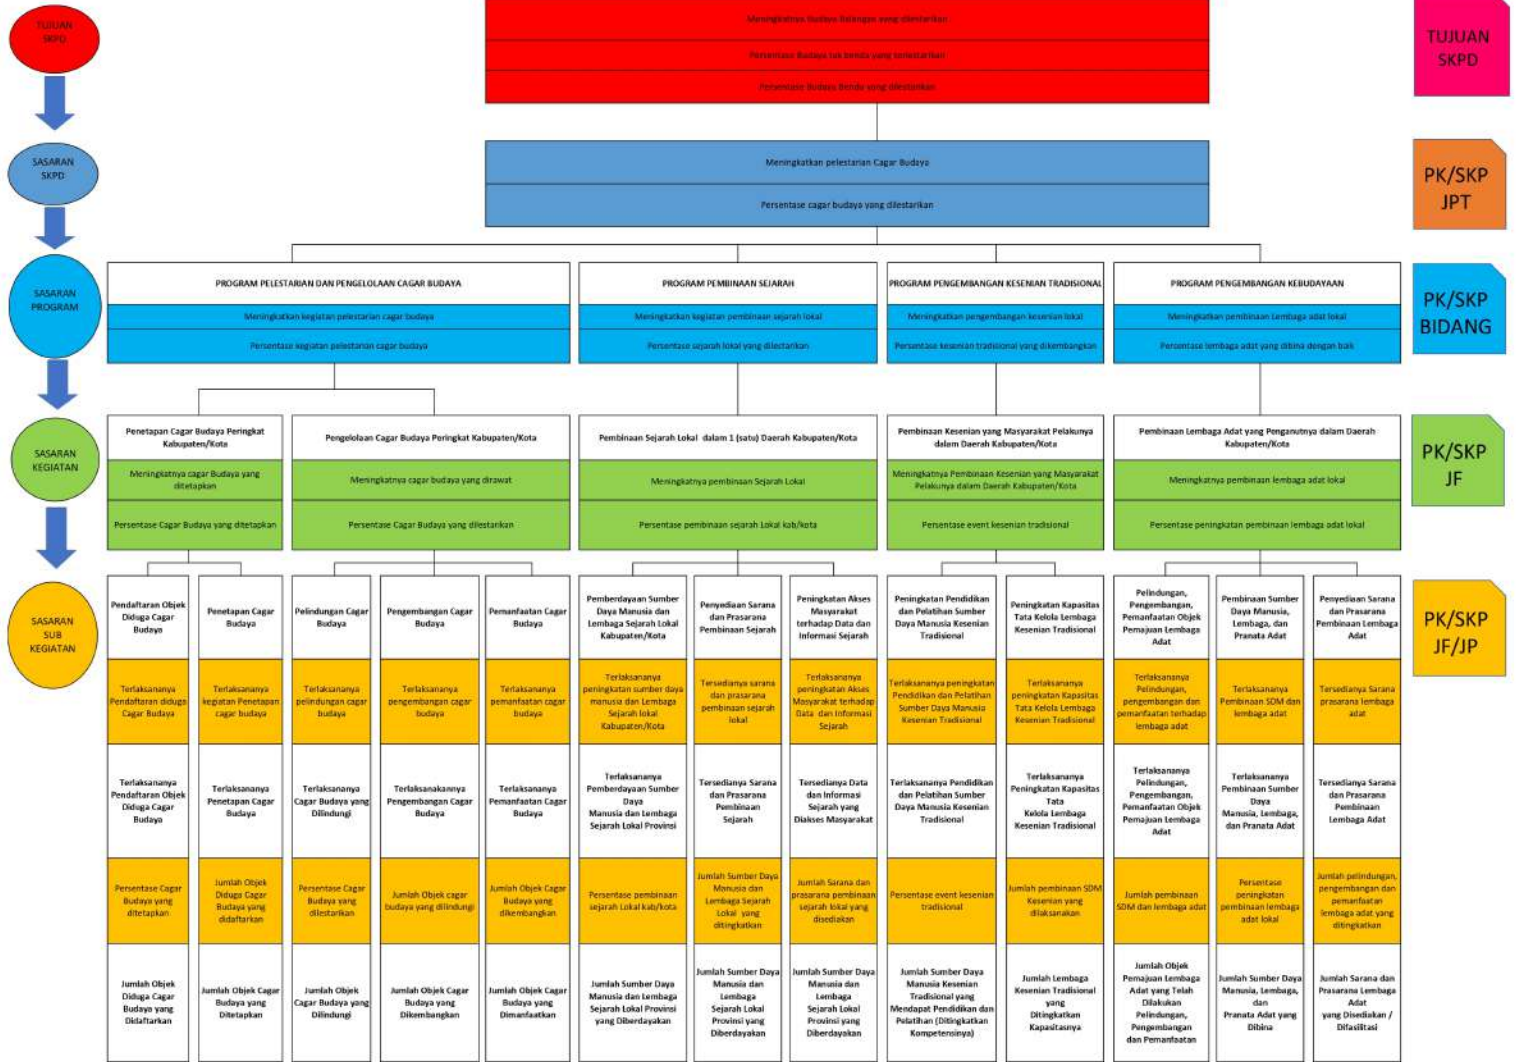 TUJUAN
SKPD
Meningkatnya Budaya Balangan yang dilestarikan
Persentase Budaya tak benda yang terlestarikan
Persentase Budaya Benda yang dilestarikan
TUJUAN
SKPD
SASARAN
SKPD
Meningkatkan pelestarian Cagar Budaya
Persentase cagar budaya yang dilestarikan
PK/SKP
JPT
SASARAN
PROGRAM
PROGRAM PELESTARIAN DAN PENGELOLAAN CAGAR BUDAYA
PROGRAM PEMBINAAN SEJARAH
PROGRAM PENGEMBANGAN KESENIAN TRADISIONAL
PROGRAM PENGEMBANGAN KEBUDAYAAN
Meningkatkan kegiatan pelestarian cagar budaya
Meningkatkan kegiatan pembinaan sejarah lokal
Meningkatkan pengembangan kesenian lokal
Meningkatkan pembinaan Lembaga adat lokal
Persentase kegiatan pelestarian cagar budaya
Persentase sejarah lokal yang dilectarikan
Persentase kesenian tradisional yang dikembangkan
Persentase lembaga adat yang dibina dengan baik
PK/SKP
BIDANG
SASARAN
KEGIATAN
Penetapan Cagar Budaya Peringkat
Kabupaten/Kota
Pengelolaan Cagar Budaya Peringkat Kabupaten/Kota
Pembinaan Sejarah Lokal dalam 1 (satu) Daerah Kabupaten/Kota
Pembinaan Kesenian yang Masyarakat Pelakunya
dalam Daerah Kabupaten/Kota
Pembinaan Lembaga Adat yang Penganutnya dalam Daerah
Kabupaten/Kota
Meningkatnya cagar Budaya yang
ditetapkan
Meningkatnya cagar budaya yang dirawat
Meningkatnya pembinaan Sejarah Lokal
Meningkatnya Pembinaan Kesenian yang Masyarakat
Pelakunya dalam Daerah Kabupaten/Kota
Meningkatnya pembinaan lembaga adat lokal
Persentase Cagar Budaya yang ditetapkan
Persentase Cagar Budaya yang dilestarikan
Persentase pembinaan sejarah Lokal kab/kota
Persentase event kesenian tradisional
Persentase peningkatan pembinaan lembaga adat lokal
PK/SKP
JF
SASARAN
SUB
KEGIATAN
Pendaftaran Objek
Diduga Cagar
Budaya
Penetapan Cagar
Budaya
Pelindungan Cagar
Budaya
Pengembangan Cagar
Budaya
Pemanfaatan Cagar
Budaya
Pemberdayaan Sumber
Daya Manusia dan
Lembaga Sejarah Lokal
Kabupaten/Kota
Penyediaan Sarana
dan Prasarana
Pembinaan Sejarah
Peningkatan Akses
Masyarakat
terhadap Data dan
Informasi Sejarah
Peningkatan Pendidikan
dan Pelatihan Sumber
Daya Manusia Kesenian
Tradisional
Peningkatan Kapasitas
Tata Kelola Lembaga
Kesenian Tradisional
Pelindungan,
Pengembangan,
Pemanfaatan Objek
Pemajuan Lembaga
Adat
Pembinaan Sumber
Daya Manusia,
Lembaga, dan
Pranata Adat
Penyediaan Sarana
dan Prasarana
Pembinaan Lembaga
Adat
PK/SKP
JF/JP
Terlaksananya
Pendaftaran diduga
Cagar Budaya
Terlaksananya
kegiatan Penetapan
cagar budaya
Terlaksananya
pelindungan cagar
budaya
Terlaksananya
pengembangan cagar
budaya
Terlaksananya
pemanfaatan cagar
budaya
Terlaksananya
peningkatan sumber daya
manusia dan Lembaga
Sejarah lokal
Kabupaten/Kota
Tersedianya sarana
dan prasarana
pembinaan sejarah
lokal
Terlaksananya
peningkatan Akses
Masyarakat terhadap
Data dan Informasi
Sejarah
Terlaksananya peningkatan
Pendidikan dan Pelatihan
Sumber Daya Manusia
Kesenian Tradisional
Terlaksananya
peningkatan Kapasitas
Tata Kelola Lembaga
Kesenian Tradisional
Terlaksananya
Pelindungan,
pengembangan dan
pemanfaatan terhadap
lembaga adat
Terlaksananya
Pembinaan SDM dan
lembaga adat
Tersedianya Sarana
prasarana lembaga
adat
Terlaksananya
Pendaftaran Objek
Diduga Cagar
Budaya
Terlaksananya
Penetapan Cagar
Budaya
Terlaksananya
Cagar Budaya yang
Dilindungi
Terlaksanakannya
Pengembangan Cagar
Budaya
Terlaksananya
Pemanfaatan Cagar
Budaya
Terlaksananya
Pemberdayaan Sumber
Daya
Manusia dan Lembaga
Sejarah Lokal Provinsi
Tersedianya Sarana
dan Prasarana
Pembinaan
Sejarah
Tersedianya Data
dan Informasi
Sejarah yang
Diakses Masyarakat
Terlaksananya Pendidikan
dan Pelatihan Sumber
Daya Manusia Kesenian
Tradisional
Terlaksananya
Peningkatan Kapasitas
Tata
Kelola Lembaga
Kesenian Tradisional
Terlaksananya
Pelindungan,
Pengembangan,
Pemanfaatan Objek
Pemajuan Lembaga
Adat
Terlaksananya
Pembinaan Sumber
Daya
Manusia, Lembaga,
dan Pranata Adat
Tersedianya Sarana
dan Prasarana
Pembinaan
Lembaga Adat
Persentase Cagar
Budaya yang
ditetapkan
Jumlah Objek
Diduga Cagar
Budaya yang
didaftarkan
Persentase Cagar
Budaya yang
dilestarikan
Jumlah Objek cagar
budaya yang dilindungi
Jumlah Objek Cagar
Budaya yang
dikembangkan
Persentase pembinaan
sejarah Lokal kab/kota
Jumlah Sumber Daya
Manusia dan
Lembaga Sejarah
Lokal yang
ditingkatkan
Jumlah Sarana dan
prasarana pembinaan
sejarah lokal yang
disediakan
Persentase event kesenian
tradisional
Jumlah pembinaan SDM
Kesenian yang
dilaksanakan
Jumlah pembinaan
SDM dan lembaga adat
Persentase
peningkatan
pembinaan lembaga
adat lokal
Jumlah pelindungan,
pengembangan dan
pemanfaatan
lembaga adat yang
ditingkatkan
Jumlah Objek
Diduga Cagar
Budaya yang
Didaftarkan
Jumlah Objek Cagar
Budaya yang
Ditetapkan
Jumlah Objek
Cagar Budaya yang
Dilindungi
Jumlah Objek Cagar
Budaya yang
Dikembangkan
Jumlah Objek Cagar
Budaya yang
Dimanfaatkan
Jumlah Sumber Daya
Manusia dan Lembaga
Sejarah Lokal Provinsi
yang Diberdayakan
Jumlah Sumber Daya
Manusia dan
Lembaga
Sejarah Lokal
Provinsi yang
Diberdayakan
Jumlah Sumber Daya
Manusia dan
Lembaga
Sejarah Lokal
Provinsi yang
Diberdayakan
Jumlah Sumber Daya
Manusia Kesenian
Tradisional yang
Mendapat Pendidikan dan
Pelatihan (Ditingkatkan
Kompetensinya)
Jumlah Lembaga
Kesenian Tradisional
yang
Ditingkatkan
Kapasitasnya
Jumlah Objek
Pemajuan Lembaga
Adat yang Telah
Dilakukan
Pelindungan,
Pengembangan
dan Pemanfaatan
Jumlah Sumber Daya
Manusia, Lembaga,
dan
Pranata Adat yang
Dibina
Jumlah Sarana dan
Prasarana Lembaga
Adat
yang Disediakan /
Difasilitasi